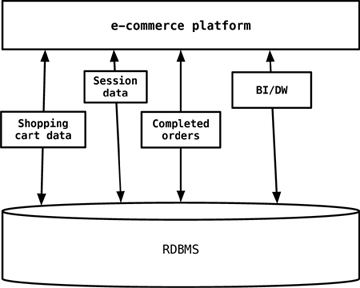 e-commerce platform
Session
data
BI/DW
Shopping
cart data
Completed
orders
RDBMS